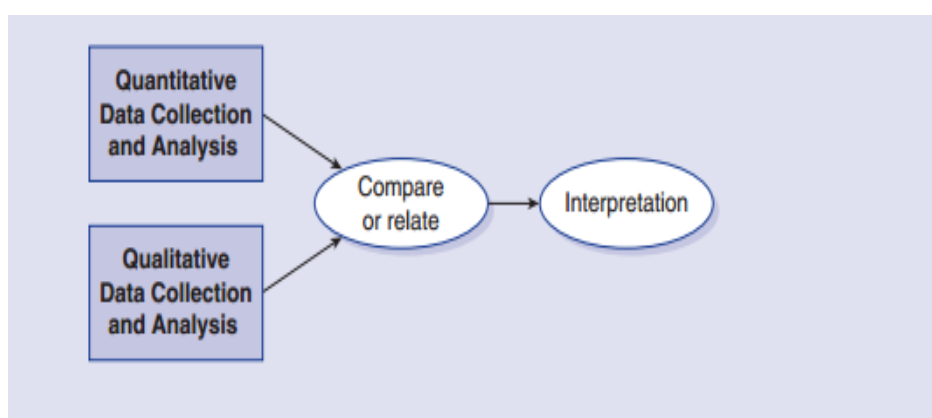 Quantitative
Data Collection
and Analysis
Compare
or relate
Interpretation
Qualitative
Data Collection
and Analysis